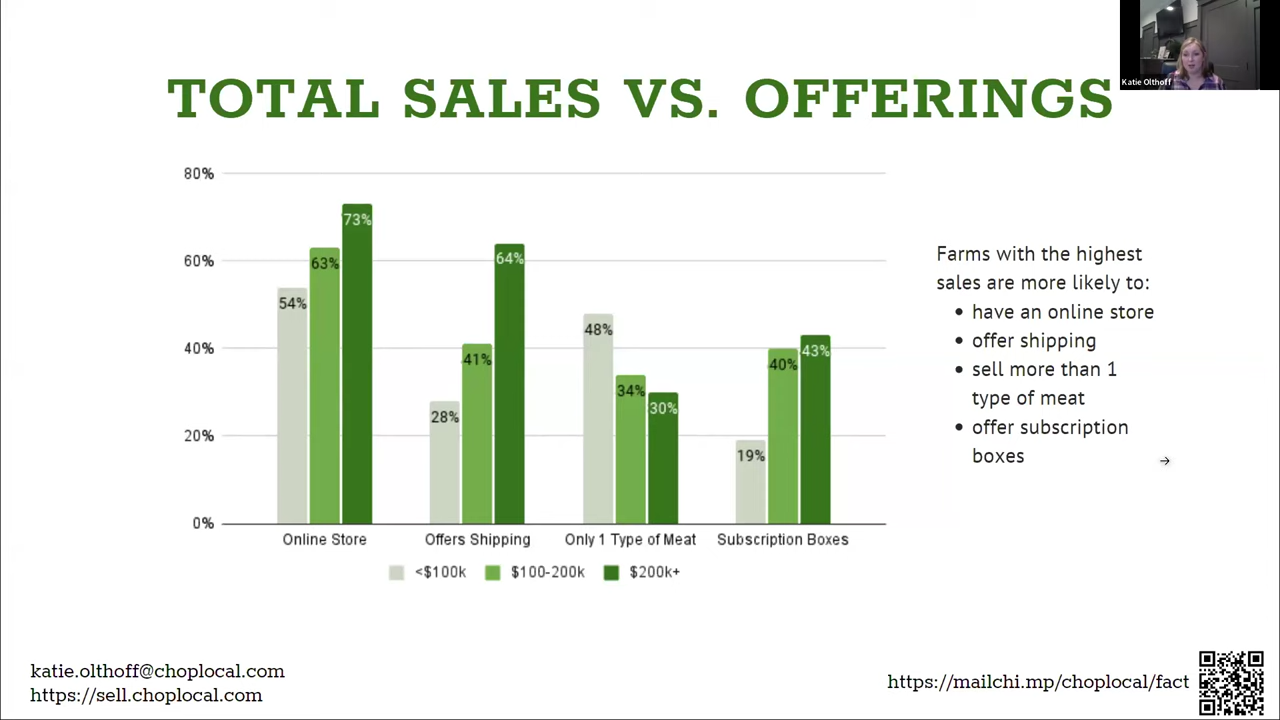 Katie Olthoff
TOTAL SALES VS. OFFERINGS
80%
60%
40%
20%
0%
54%
63%
73%
28%
41%
64%
48%
34%
30%
19%
40%
43%
Online Store
Offers Shipping
Only 1 Type of Meat
Subscription Boxes
<$100k
$100-200k
$200k+
Farms with the highest
sales are more likely to:
• have an online store
• offer shipping
• sell more than 1
type of meat
• offer subscription
boxes
katie.olthoff@choplocal.com
https://sell.choplocal.com
https://mailchi.mp/choplocal/fact